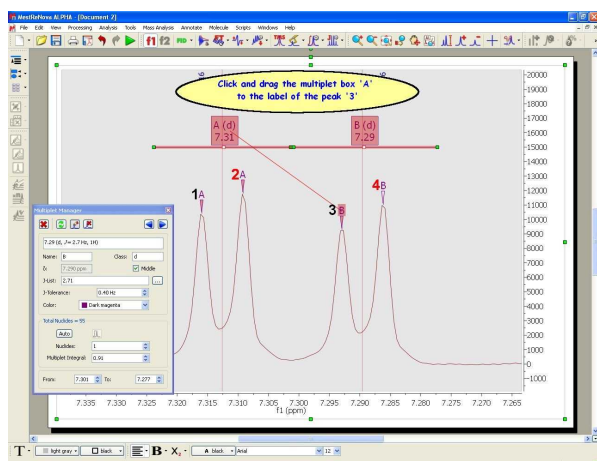 MestReNova ALPHA - [Document 2]
File Edit View Processing Analysis Tools Mass Analysis Annotate Molecule Scripts Windows Help
f1 f2
Click and drag the multiplet box 'A'
to the label of the peak '3'
A (d)
7.31
B (d)
7.29
1 A
2 A
3 B
4 B
20000
19000
18000
17000
16000
15000
14000
13000
12000
11000
10000
9000
8000
7000
6000
5000
4000
3000
2000
1000
0
-1000
Multiplet Manager
7.29 (d, J= 2.7 Hz, 1H)
Name: B Class: d
δ: 7.290 ppm Middle
J-List: 2.71 ...
J-Tolerance: 0.40 Hz
Color: Dark magenta
Total Nuclides = 55
Auto
Nuclides: 1
Multiplet Integral: 0.91
From: 7.301 To: 7.277
7.335 7.330 7.325 7.320 7.315 7.310 7.305 7.300 7.295 7.290 7.285 7.280 7.275 7.270 7.265
f1 (ppm)
T light gray black B X₂ A black Arial 12